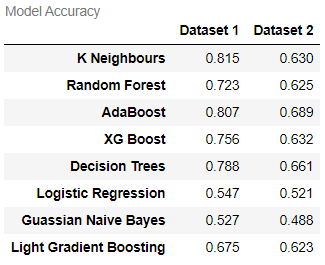 Model Accuracy
Dataset 1 Dataset 2
K Neighbours 0.815 0.630
Random Forest 0.723 0.625
AdaBoost 0.807 0.689
XG Boost 0.756 0.632
Decision Trees 0.788 0.661
Logistic Regression 0.547 0.521
Guassian Naive Bayes 0.527 0.488
Light Gradient Boosting 0.675 0.623